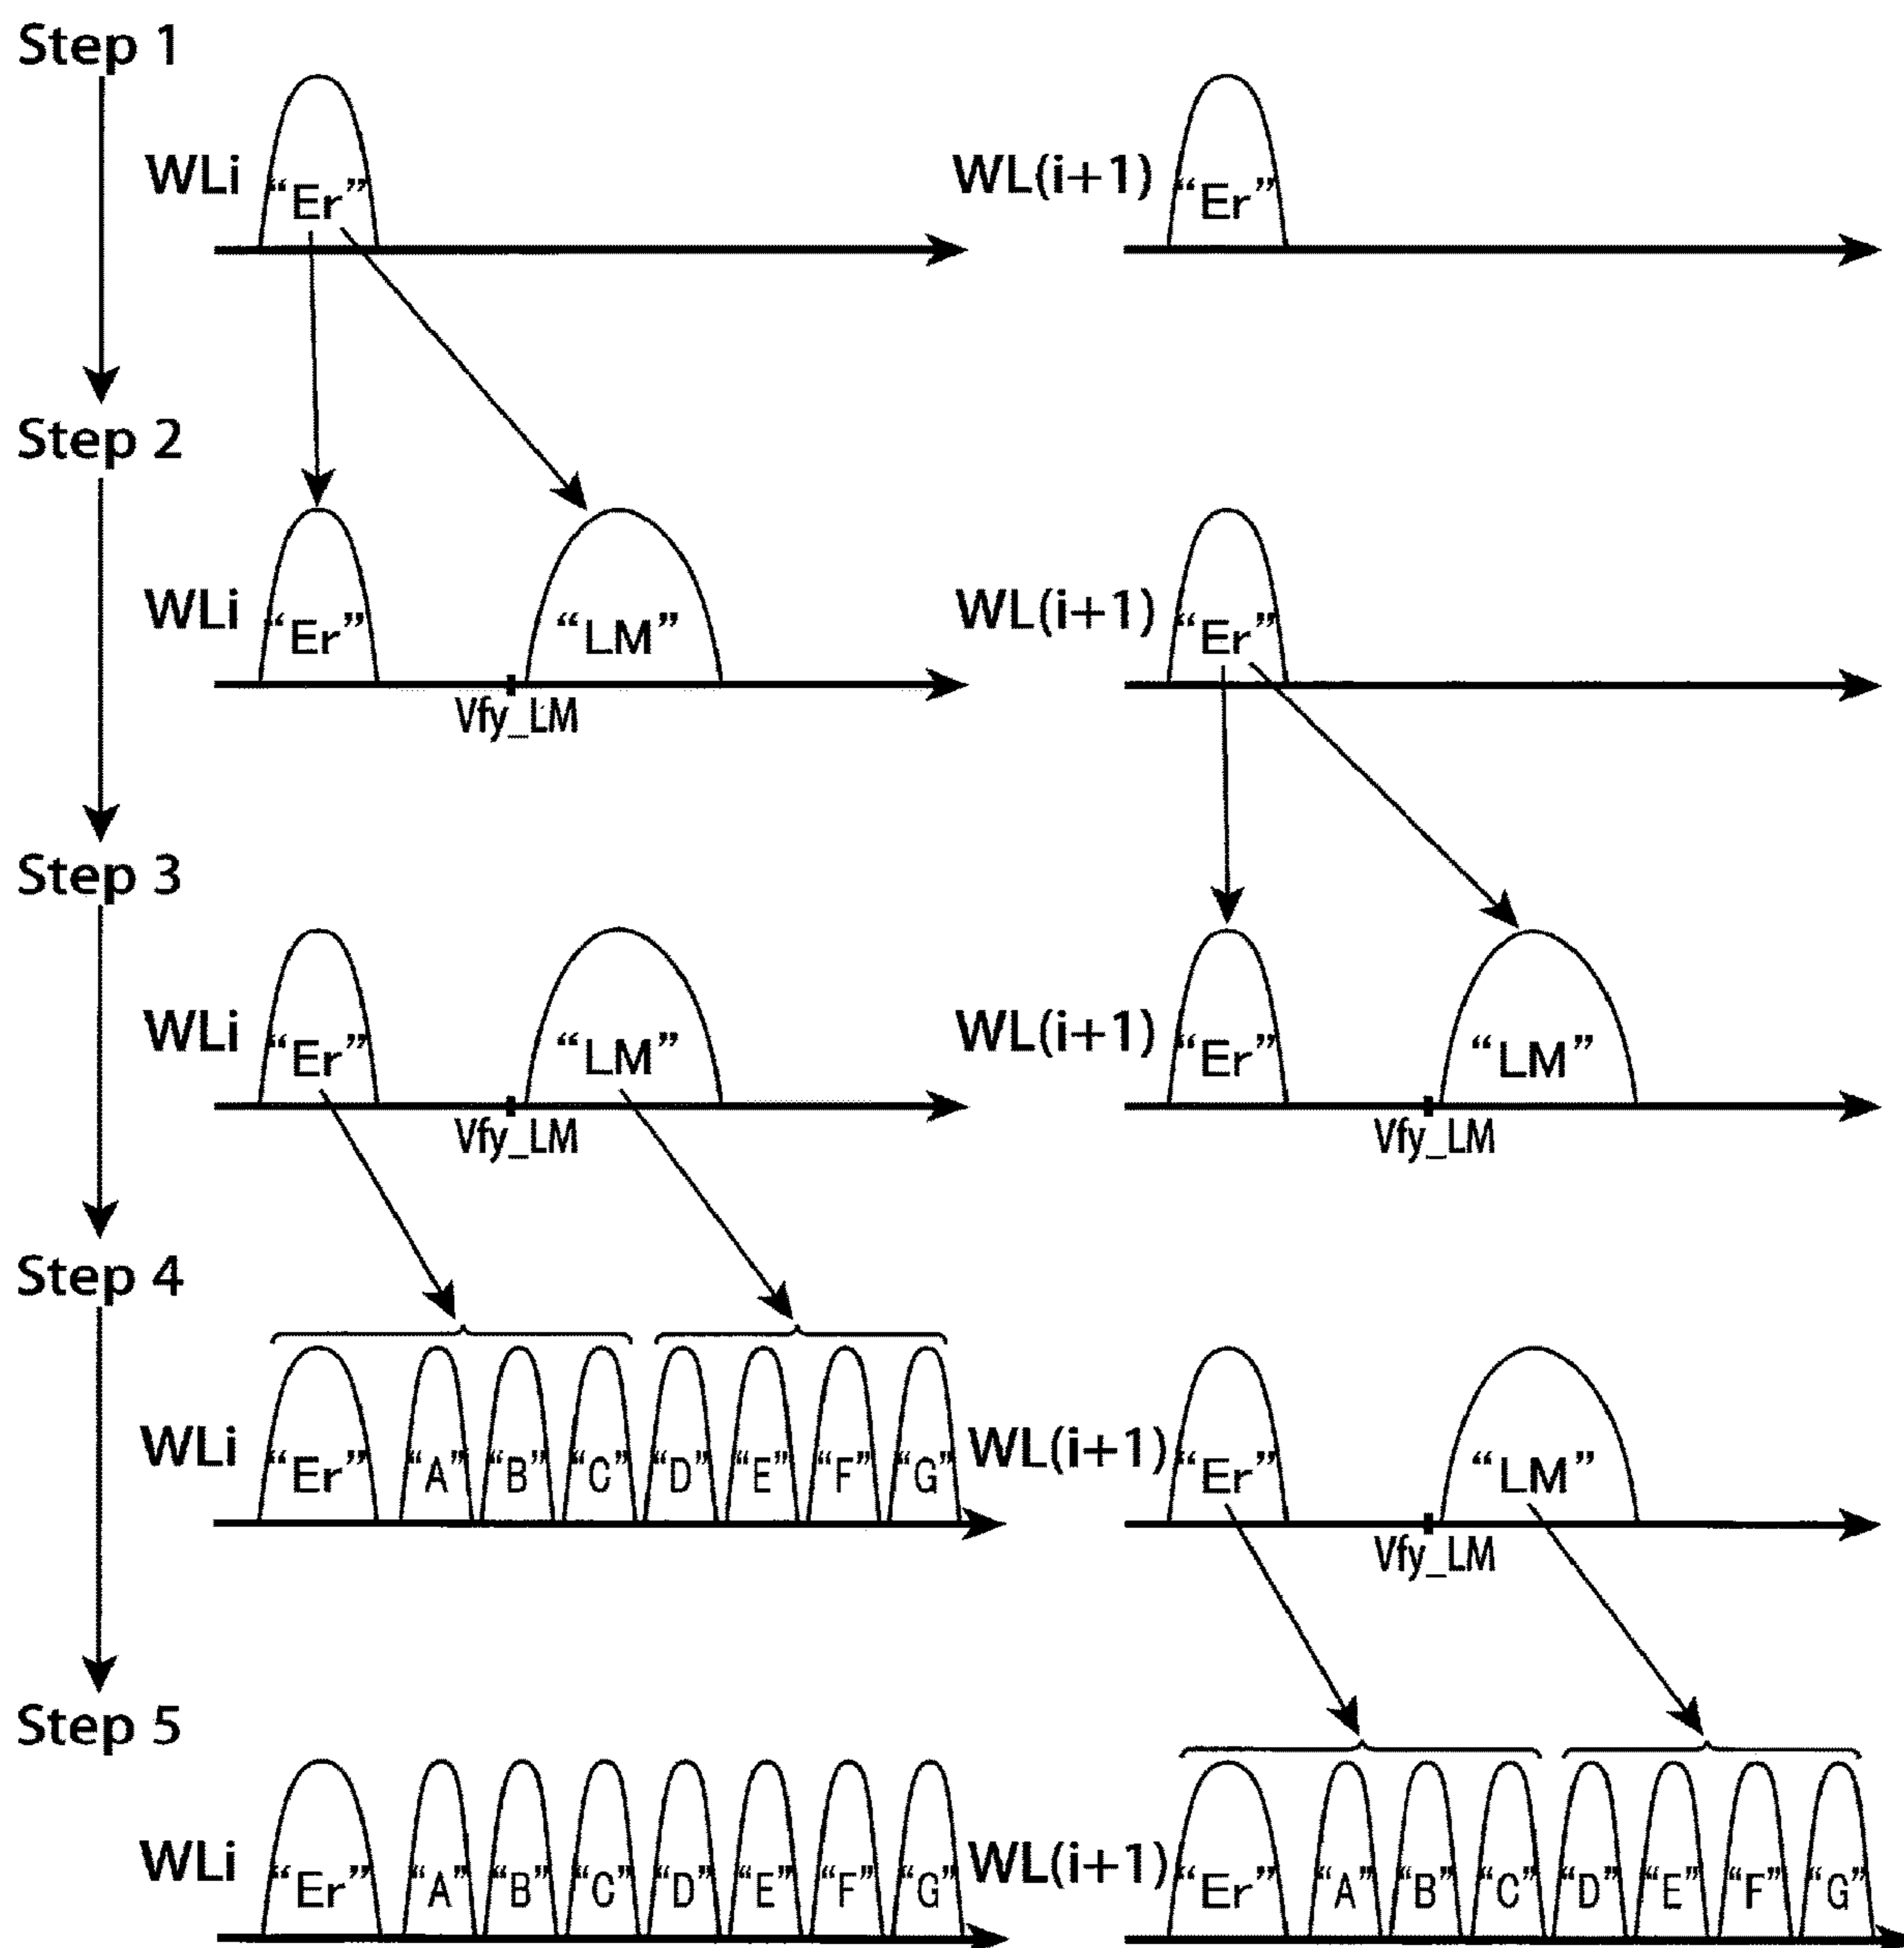 Step 1
WLi “Er” WL(i+1) “Er”
Step 2
WLi “Er” “LM” WL(i+1) “Er”
Vfy_LM
Step 3
WLi “Er” “LM” WL(i+1) “Er” “LM”
Vfy_LM Vfy_LM
Step 4
WLi “Er” “A” “B” “C” “D” “E” “F” “G” WL(i+1) “Er” “LM”
Vfy_LM
Step 5
WLi “Er” “A” “B” “C” “D” “E” “F” “G” WL(i+1) “Er” “A” “B” “C” “D” “E” “F” “G”